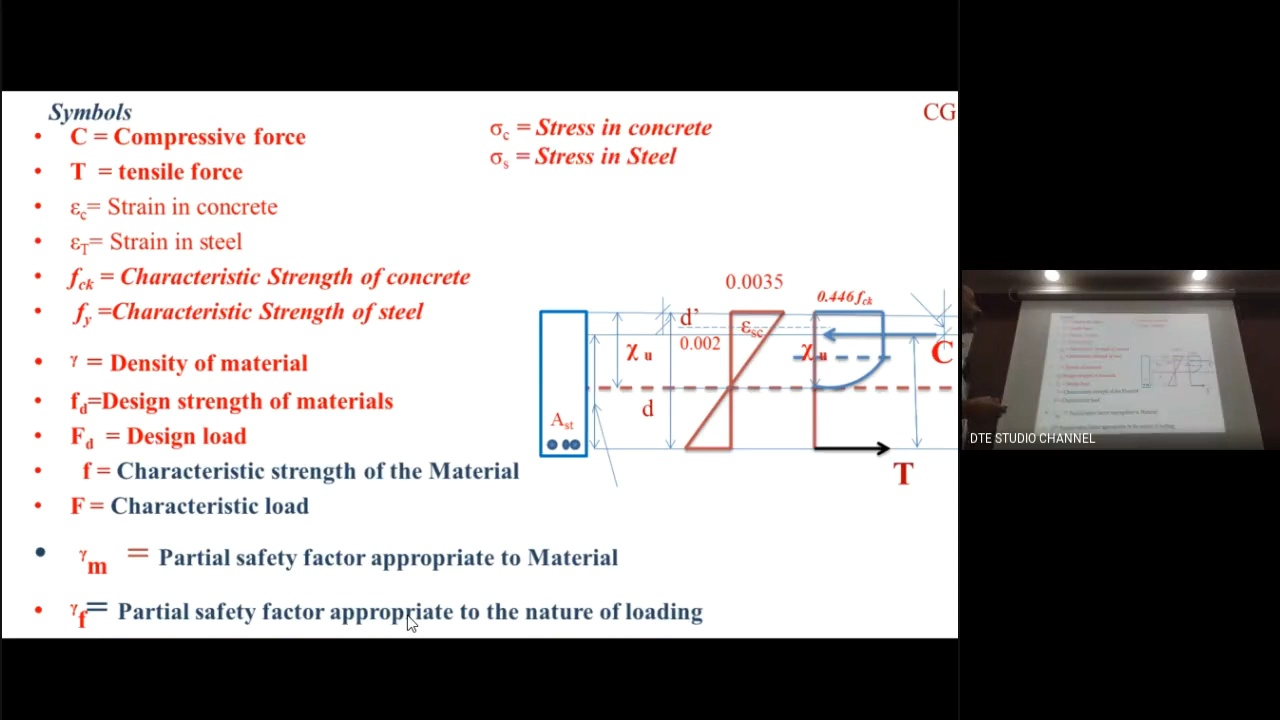 Symbols
• C = Compressive force
• T = tensile force
• εc= Strain in concrete
• εT= Strain in steel
• fck = Characteristic Strength of concrete
• fy =Characteristic Strength of steel
• γ = Density of material
• fd=Design strength of materials
• Fd = Design load
• f = Characteristic strength of the Material
• F = Characteristic load
• γm = Partial safety factor appropriate to Material
• γf= Partial safety factor appropriate to the nature of loading
σc = Stress in concrete
σs = Stress in Steel
CG
0.0035
0.446fck
d'
εsc
0.002
χu
χu
C
d
Ast
T
DTE STUDIO CHANNEL